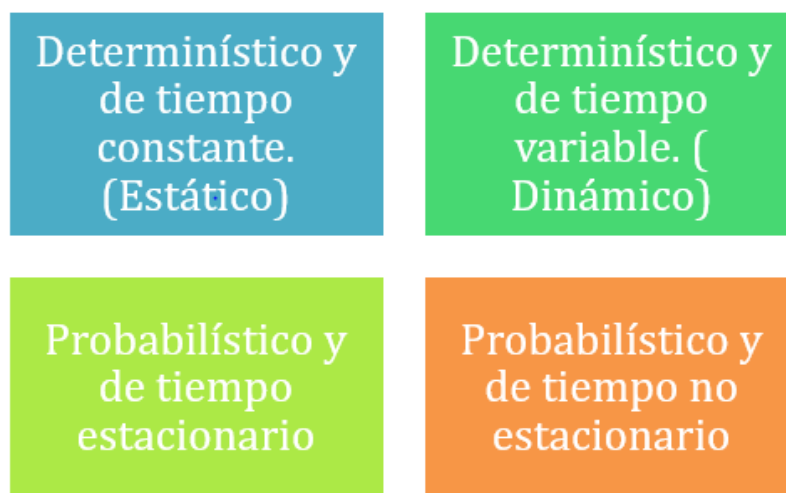 Determinístico y
de tiempo
constante.
(Estático)
Determinístico y
de tiempo
variable. (
Dinámico)
Probabilístico y
de tiempo
estacionario
Probabilístico y
de tiempo no
estacionario